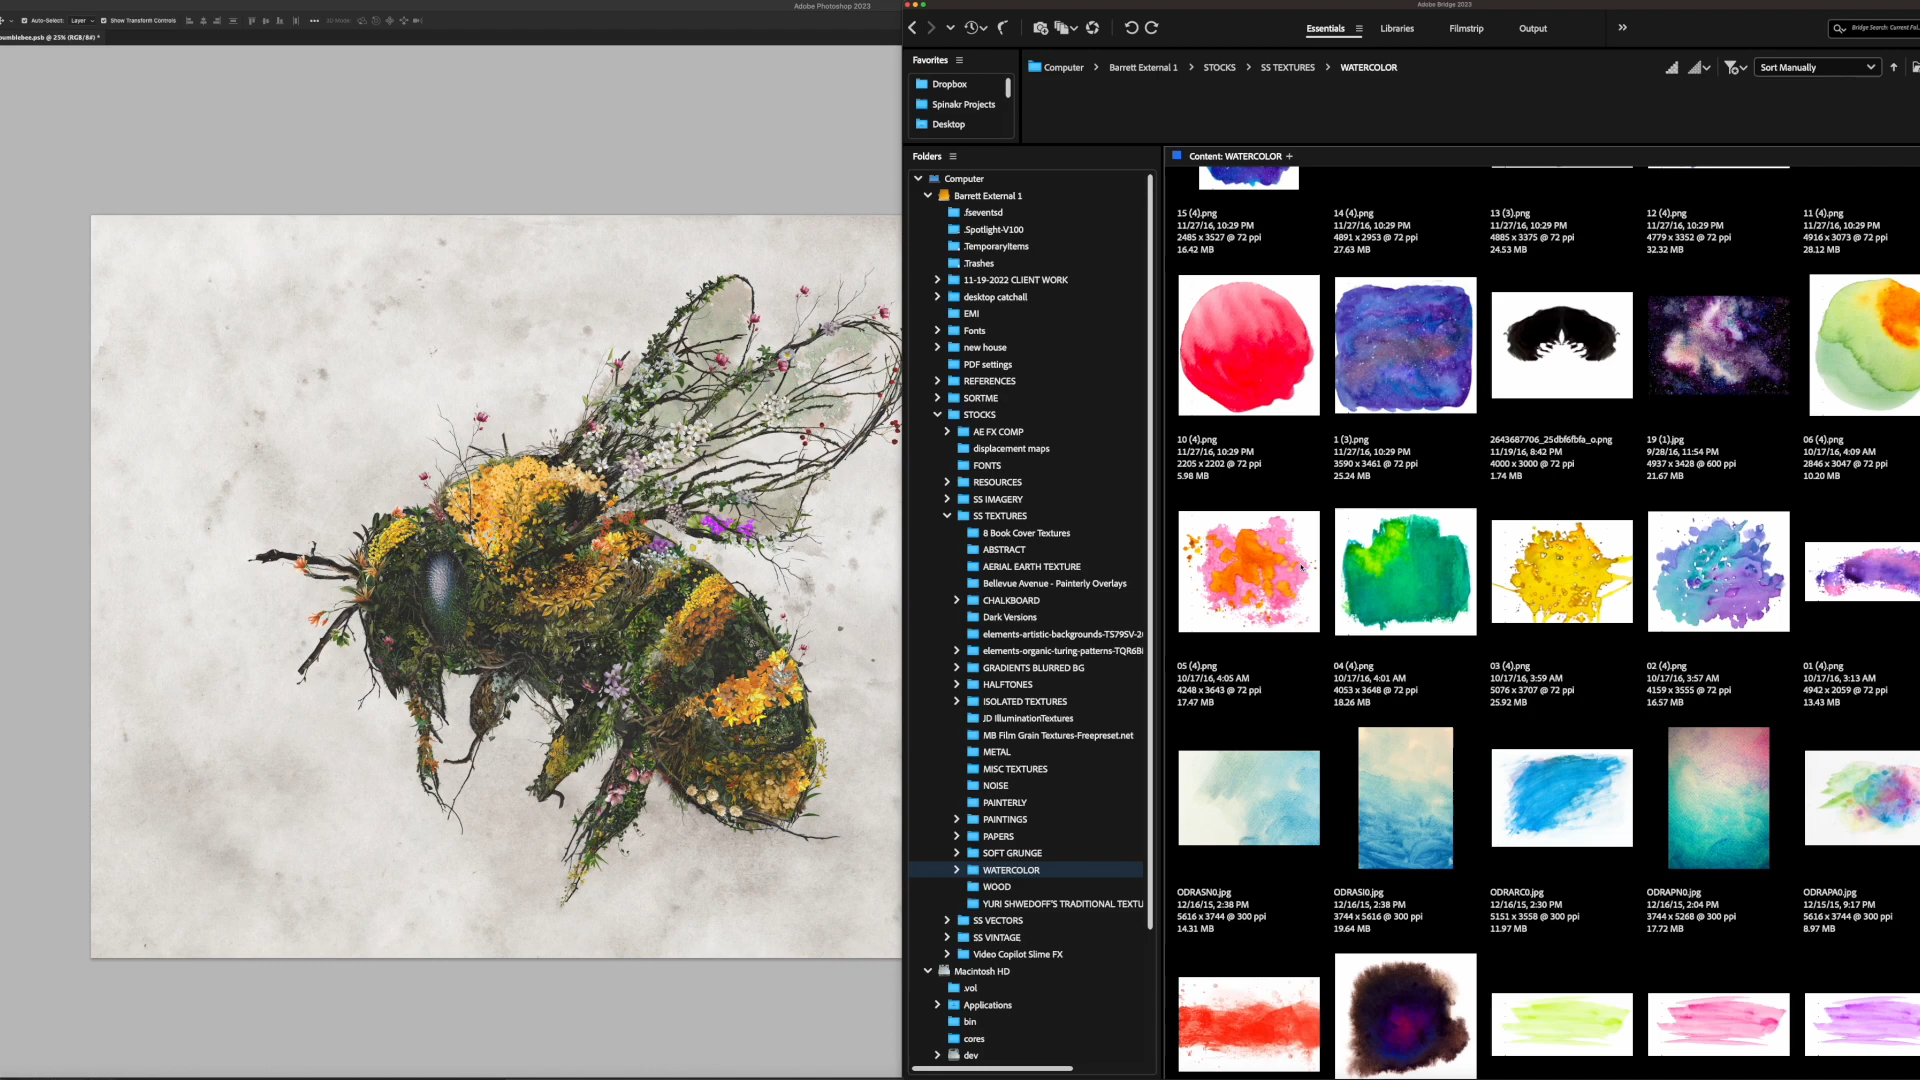 Adobe Photoshop 2023
Auto-Select:
Layer
Show Transform Controls
3D Mode:
bumblebee.psb @ 25% (RGB/8#) *
Adobe Bridge 2023
Essentials
Libraries
Filmstrip
Output
Bridge Search: Current Fol...
Favorites
Dropbox
Spinakr Projects
Desktop
Computer
Barrett External 1
STOCKS
SS TEXTURES
WATERCOLOR
Sort Manually
Folders
Computer
Barrett External 1
.fseventsd
.Spotlight-V100
.TemporaryItems
.Trashes
11-19-2022 CLIENT WORK
desktop catchall
EMI
Fonts
new house
PDF settings
REFERENCES
SORTME
STOCKS
AE FX COMP
displacement maps
FONTS
RESOURCES
SS IMAGERY
SS TEXTURES
8 Book Cover Textures
ABSTRACT
AERIAL EARTH TEXTURE
Bellevue Avenue - Painterly Overlays
CHALKBOARD
Dark Versions
elements-artistic-backgrounds-TS79SV-2
elements-organic-turing-patterns-TQR6B
GRADIENTS BLURRED BG
HALFTONES
ISOLATED TEXTURES
JD IlluminationTextures
MB Film Grain Textures-Freepreset.net
METAL
MISC TEXTURES
NOISE
PAINTERLY
PAINTINGS
PAPERS
SOFT GRUNGE
WATERCOLOR
WOOD
YURI SHWEDOFF'S TRADITIONAL TEXTU
SS VECTORS
SS VINTAGE
Video Copilot Slime FX
Macintosh HD
.vol
Applications
bin
cores
dev
Content: WATERCOLOR
15 (4).png
11/27/16, 10:29 PM
2485 x 3527 @ 72 ppi
16.42 MB
14 (4).png
11/27/16, 10:29 PM
4891 x 2953 @ 72 ppi
27.63 MB
13 (3).png
11/27/16, 10:29 PM
4885 x 3375 @ 72 ppi
24.53 MB
12 (4).png
11/27/16, 10:29 PM
4779 x 3352 @ 72 ppi
32.32 MB
11 (4).png
11/27/16, 10:29 PM
4916 x 3073 @ 72 ppi
28.12 MB
10 (4).png
11/27/16, 10:29 PM
2205 x 2202 @ 72 ppi
5.98 MB
1 (3).png
11/27/16, 10:29 PM
3590 x 3461 @ 72 ppi
25.24 MB
2643687706_25dbf6fbfa_o.png
11/19/16, 8:42 PM
4000 x 3000 @ 72 ppi
1.74 MB
19 (1).jpg
9/28/16, 11:54 PM
4937 x 3428 @ 600 ppi
21.67 MB
06 (4).png
10/17/16, 4:09 AM
2846 x 3047 @ 72 ppi
10.20 MB
05 (4).png
10/17/16, 4:05 AM
4248 x 3643 @ 72 ppi
17.47 MB
04 (4).png
10/17/16, 4:01 AM
4053 x 3648 @ 72 ppi
18.26 MB
03 (4).png
10/17/16, 3:59 AM
5076 x 3707 @ 72 ppi
25.92 MB
02 (4).png
10/17/16, 3:57 AM
4159 x 3555 @ 72 ppi
16.57 MB
01 (4).png
10/17/16, 3:13 AM
4942 x 2059 @ 72 ppi
13.43 MB
ODRASN0.jpg
12/16/15, 2:38 PM
5616 x 3744 @ 300 ppi
14.31 MB
ODRASI0.jpg
12/16/15, 2:38 PM
3744 x 5616 @ 300 ppi
19.64 MB
ODRARC0.jpg
12/16/15, 2:30 PM
5151 x 3558 @ 300 ppi
11.97 MB
ODRAPN0.jpg
12/16/15, 2:04 PM
3744 x 5268 @ 300 ppi
17.72 MB
ODRAPA0.jpg
12/15/15, 9:17 PM
5616 x 3744 @ 300 ppi
8.97 MB